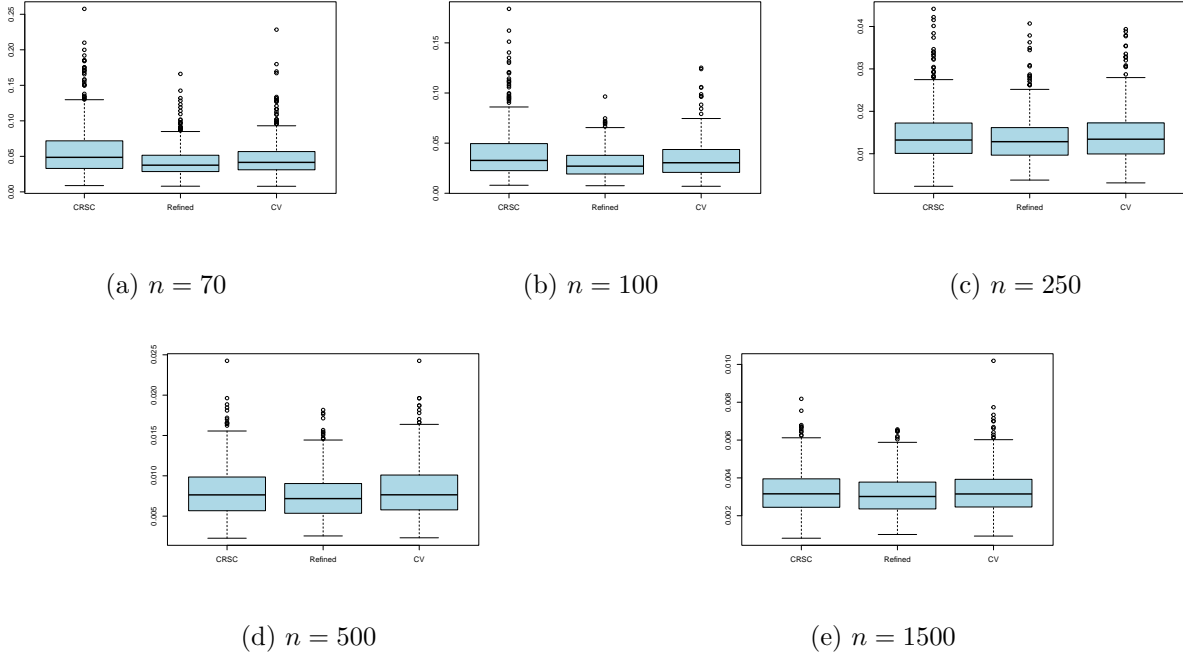 0.25
0.20
0.15
0.10
0.05
0.00
CRSC Refined CV
(a) n = 70
0.15
0.10
0.05
0.00
CRSC Refined CV
(b) n = 100
0.04
0.03
0.02
0.01
CRSC Refined CV
(c) n = 250
0.025
0.020
0.015
0.010
0.005
CRSC Refined CV
(d) n = 500
0.010
0.008
0.006
0.004
0.002
CRSC Refined CV
(e) n = 1500